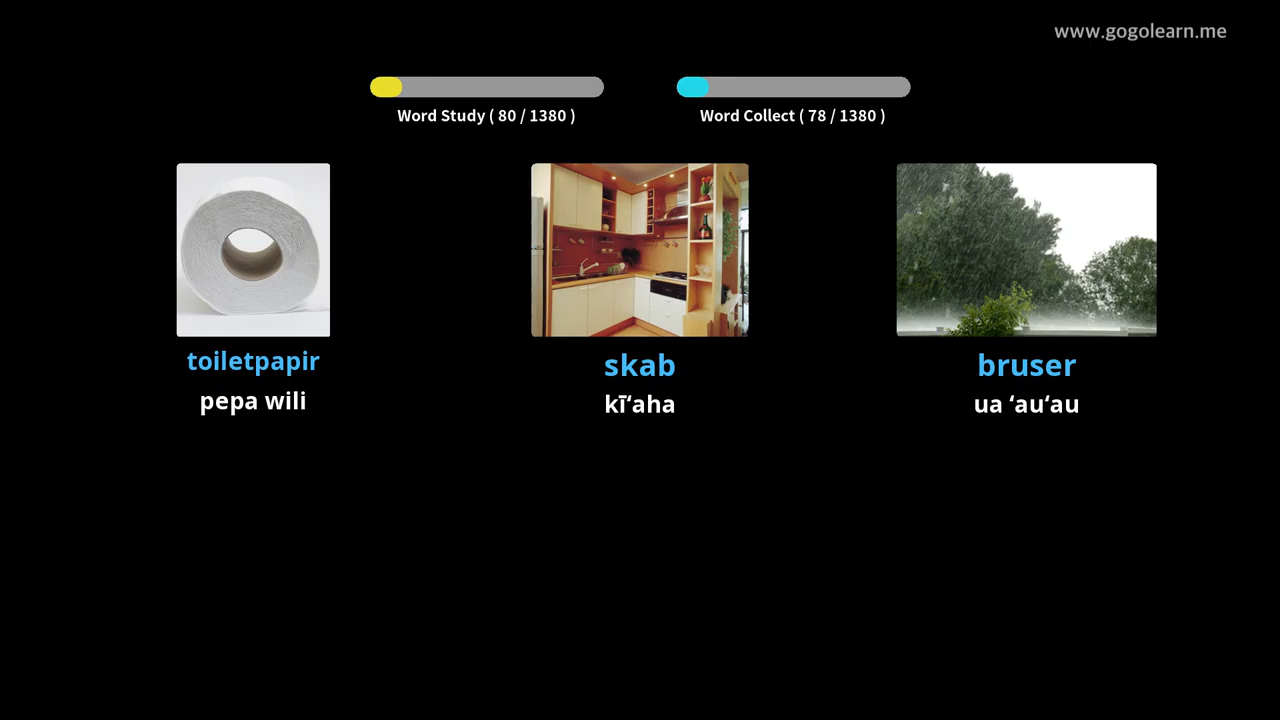 www.gogolearn.me
Word Study ( 80 / 1380 )
Word Collect ( 78 / 1380 )
toiletpapir
pepa wili
skab
kīʻaha
bruser
ua ʻauʻau